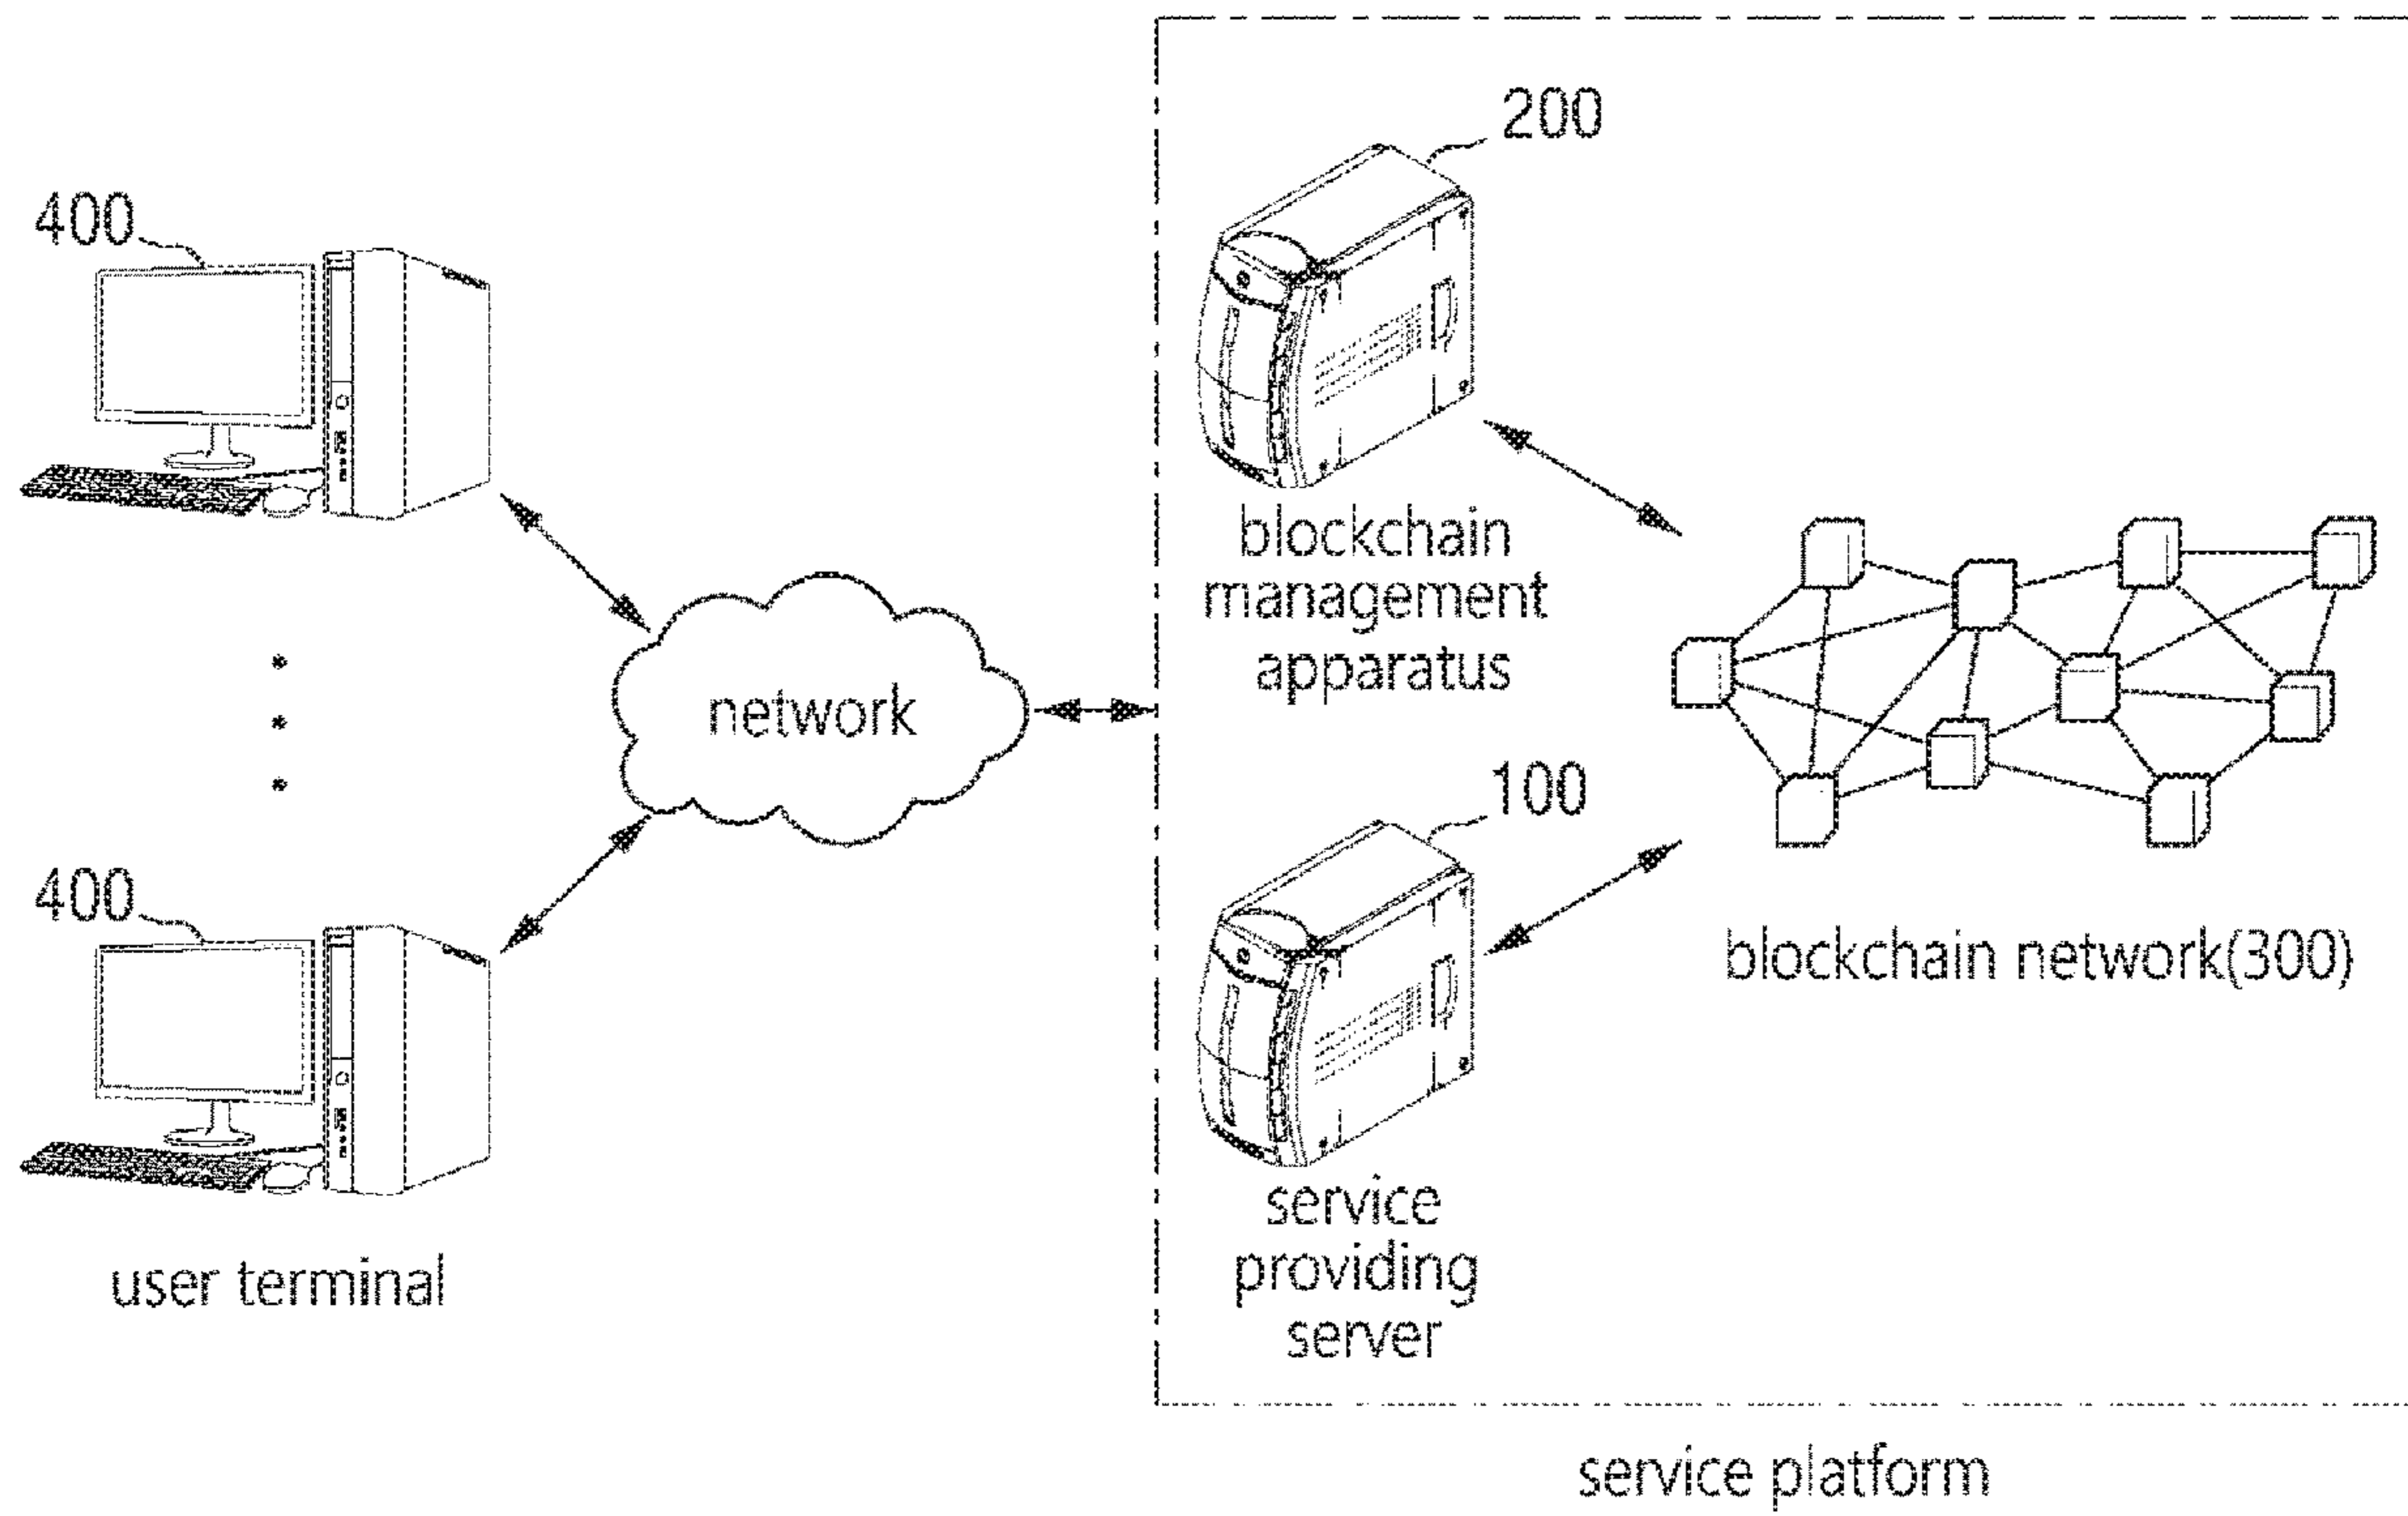 400
400
user terminal
network
200
blockchain
management
apparatus
100
service
providing
server
blockchain network(300)
service platform